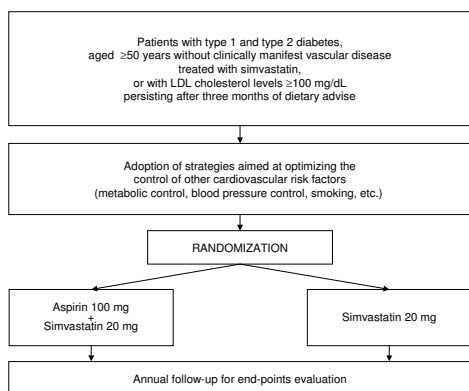 Patients with type 1 and type 2 diabetes,
aged ≥50 years without clinically manifest vascular disease
treated with simvastatin,
or with LDL cholesterol levels ≥100 mg/dL
persisting after three months of dietary advise
Adoption of strategies aimed at optimizing the
control of other cardiovascular risk factors
(metabolic control, blood pressure control, smoking, etc.)
RANDOMIZATION
Aspirin 100 mg
+
Simvastatin 20 mg
Simvastatin 20 mg
Annual follow-up for end-points evaluation